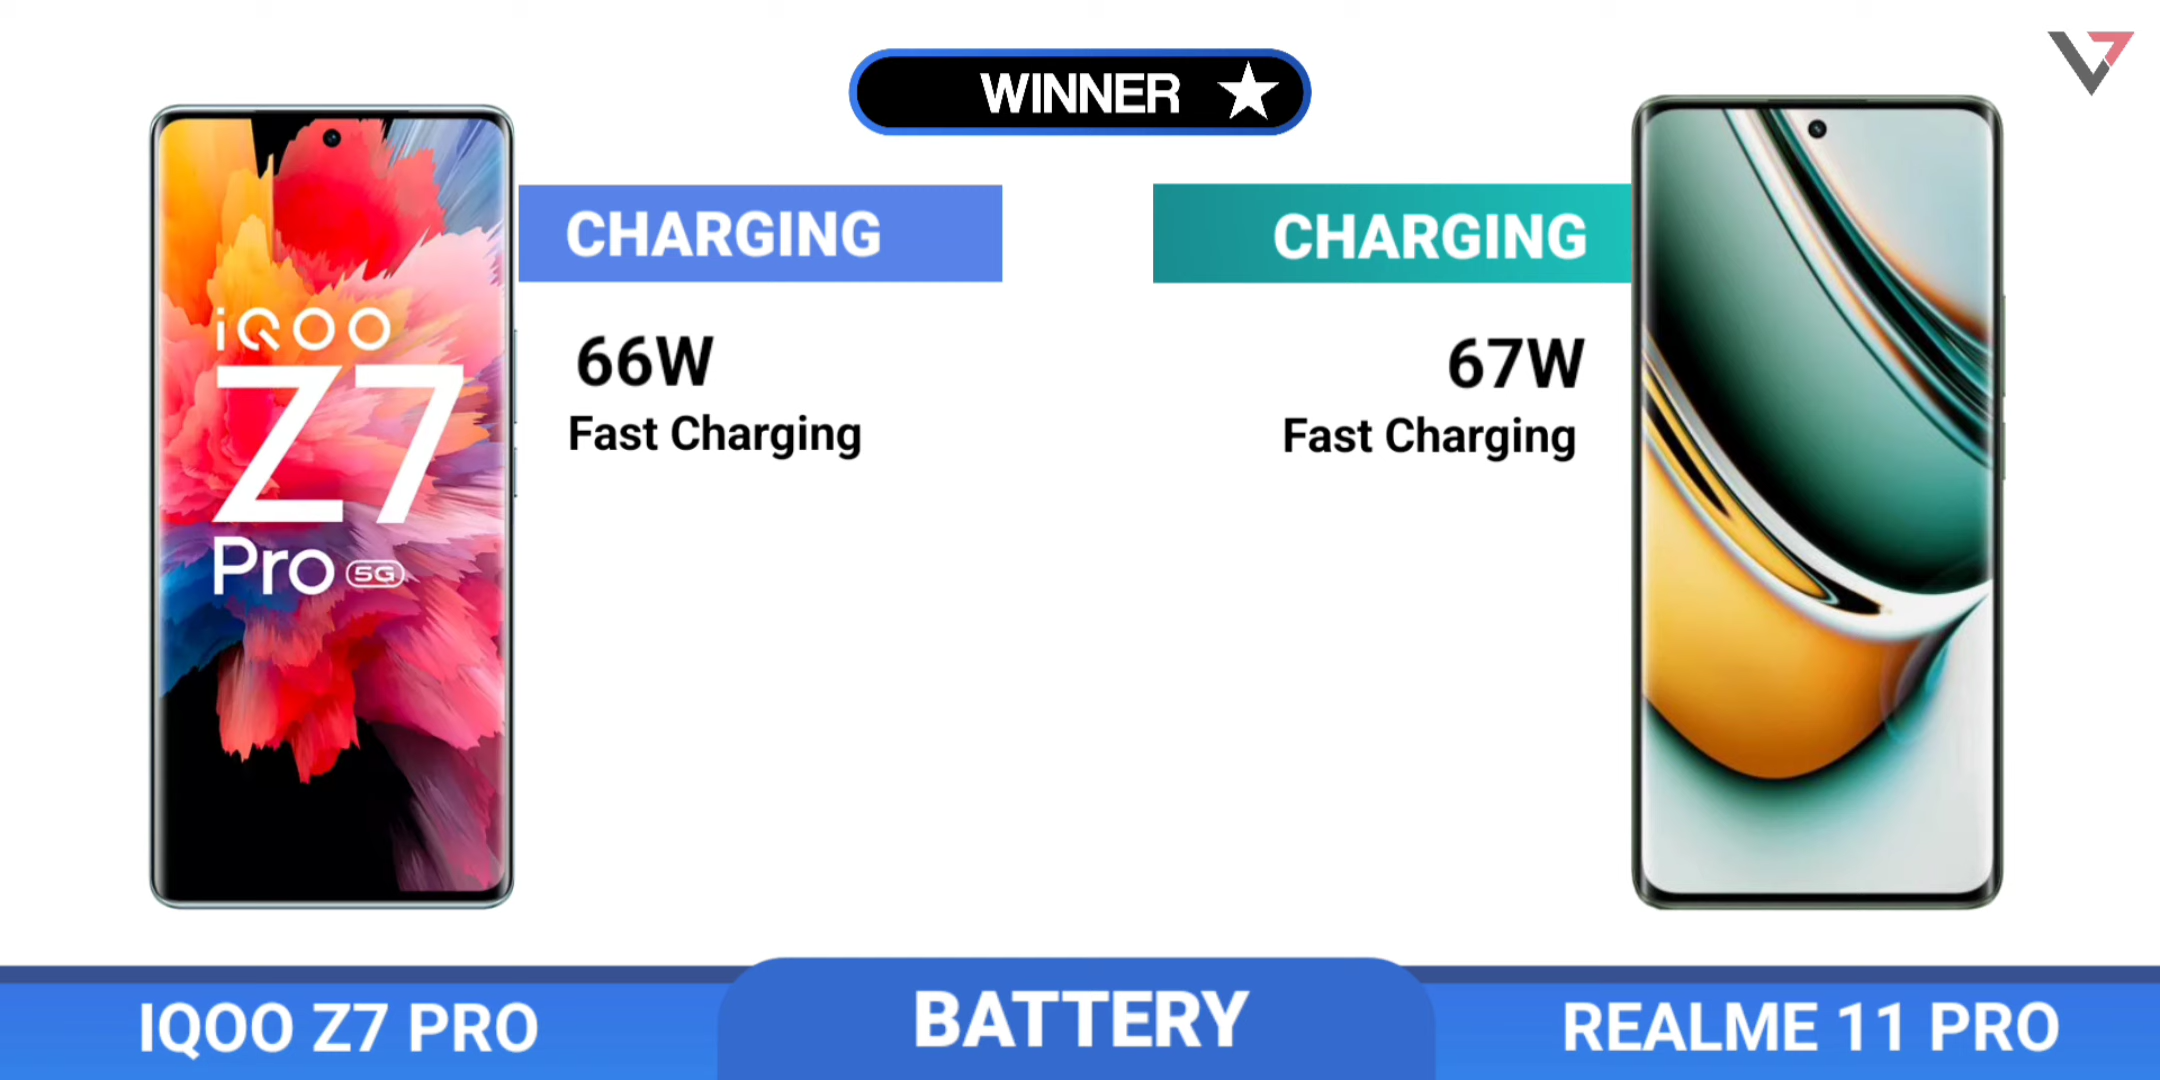 WINNER
CHARGING
66W
Fast Charging
CHARGING
67W
Fast Charging
iQOO
Z7
Pro 5G
IQOO Z7 PRO
BATTERY
REALME 11 PRO
V7